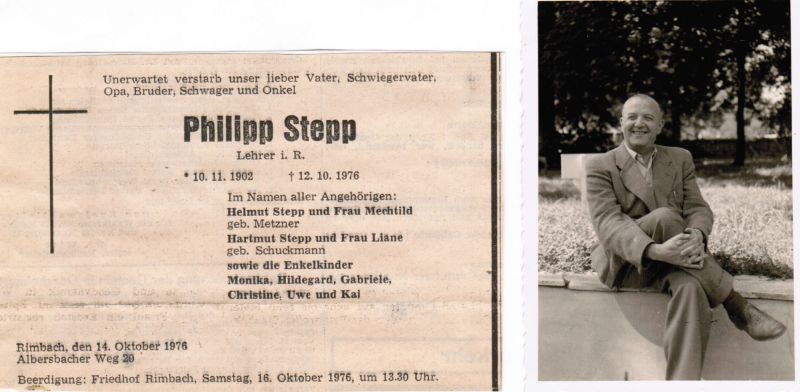 Unerwartet verstarb unser lieber Vater, Schwiegervater,
Opa, Bruder, Schwager und Onkel
Philipp Stepp
Lehrer i. R.
* 10. 11. 1902 † 12. 10. 1976
Im Namen aller Angehörigen:
Helmut Stepp und Frau Mechtild
geb. Metzner
Hartmut Stepp und Frau Liane
geb. Schuckmann
sowie die Enkelkinder
Monika, Hildegard, Gabriele,
Christine, Uwe und Kai
Rimbach, den 14. Oktober 1976
Albersbacher Weg 20
Beerdigung: Friedhof Rimbach, Samstag, 16. Oktober 1976, um 13.30 Uhr.